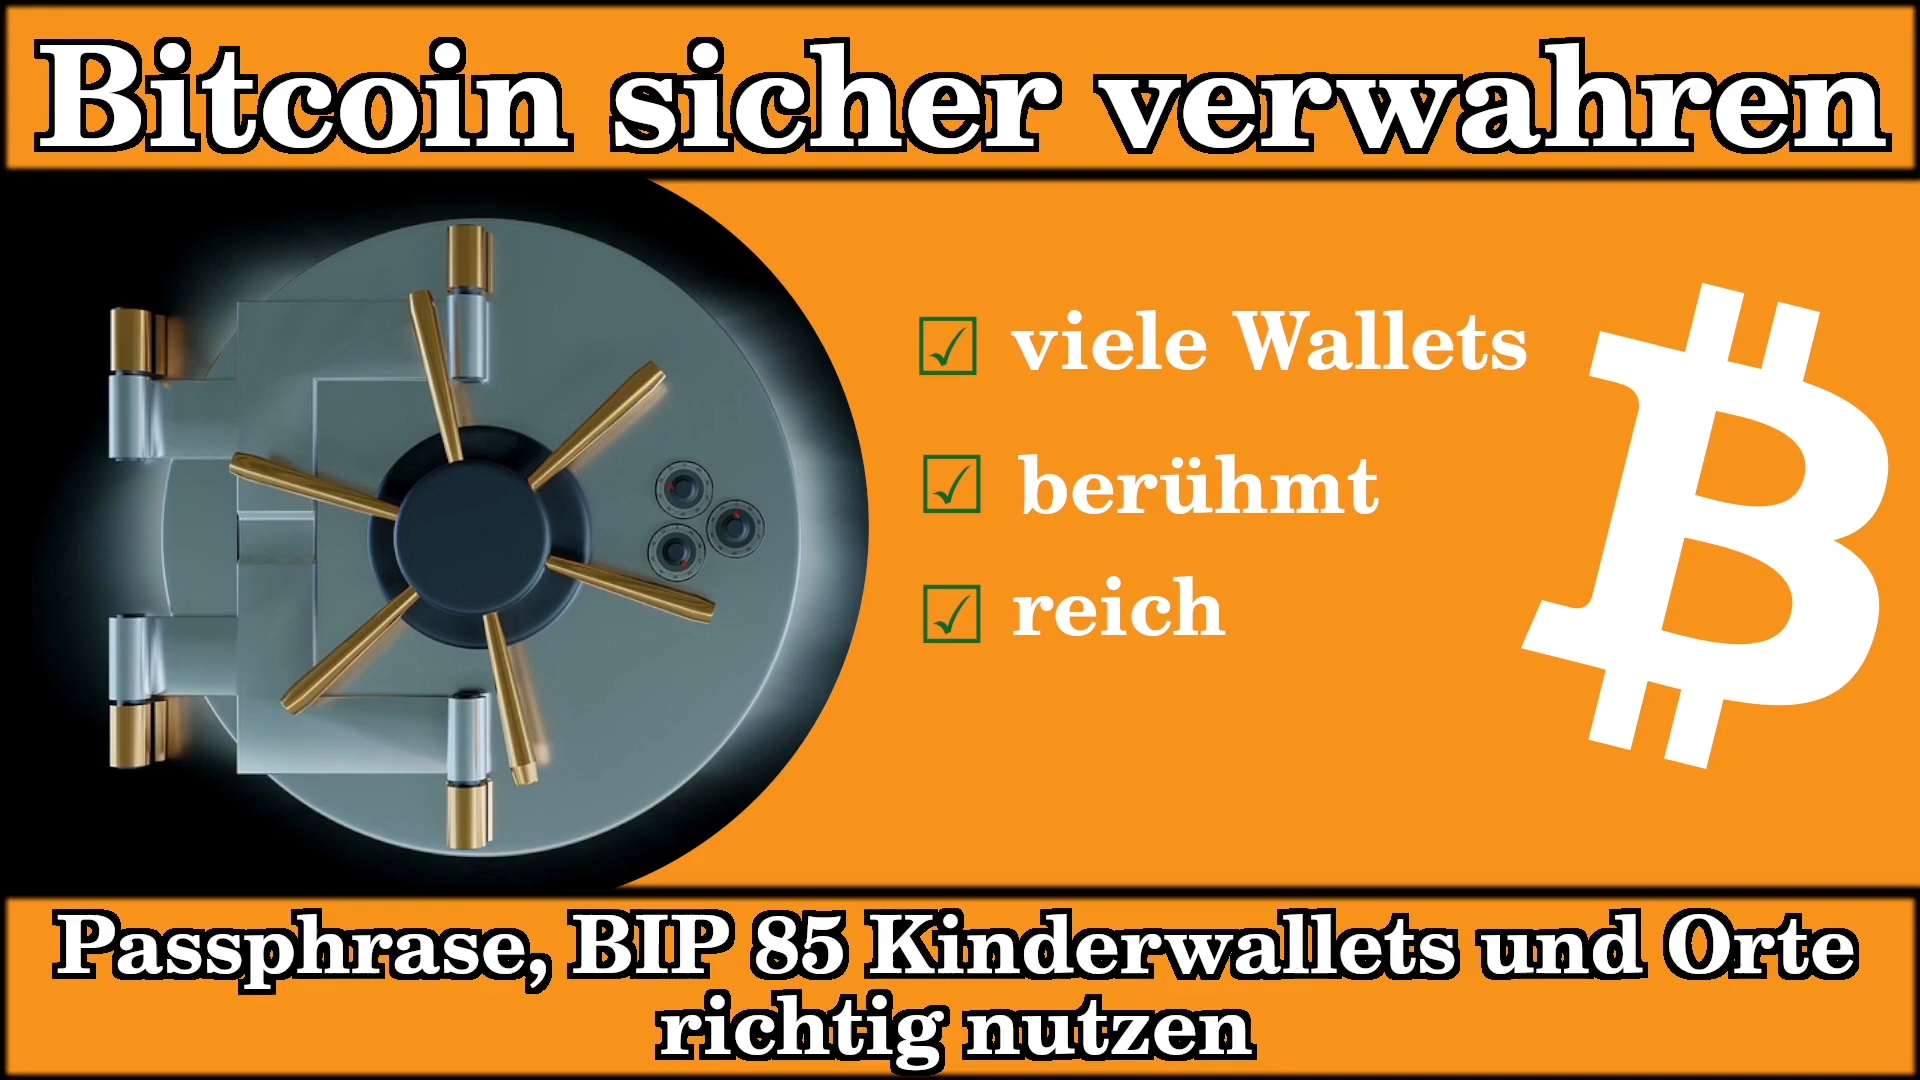 Bitcoin sicher verwahren
viele Wallets
berühmt
reich
Passphrase, BIP 85 Kinderwallets und Orte
richtig nutzen